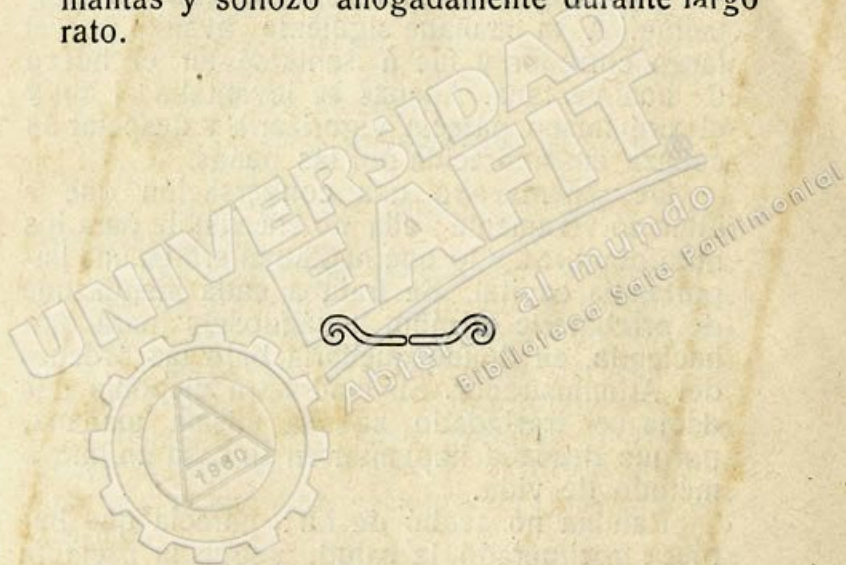 mantas y sollozó ahogadamente durante largo
rato.
UNIVERSIDAD
EAFIT®
Abierta al mundo
Biblioteca Sala Patrimonial
1960